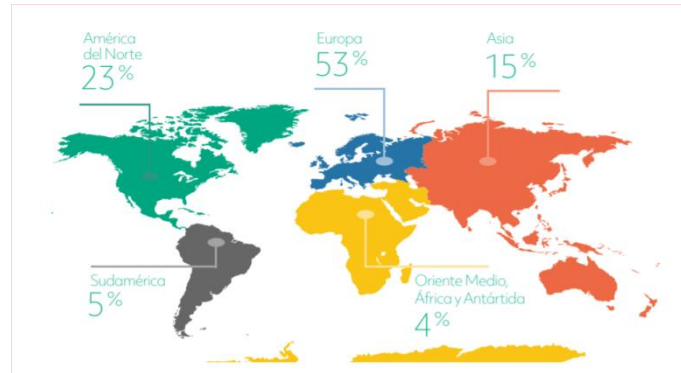 América
del Norte
23%
Europa
53%
Asia
15%
Sudamérica
5%
Oriente Medio,
África y Antártida
4%